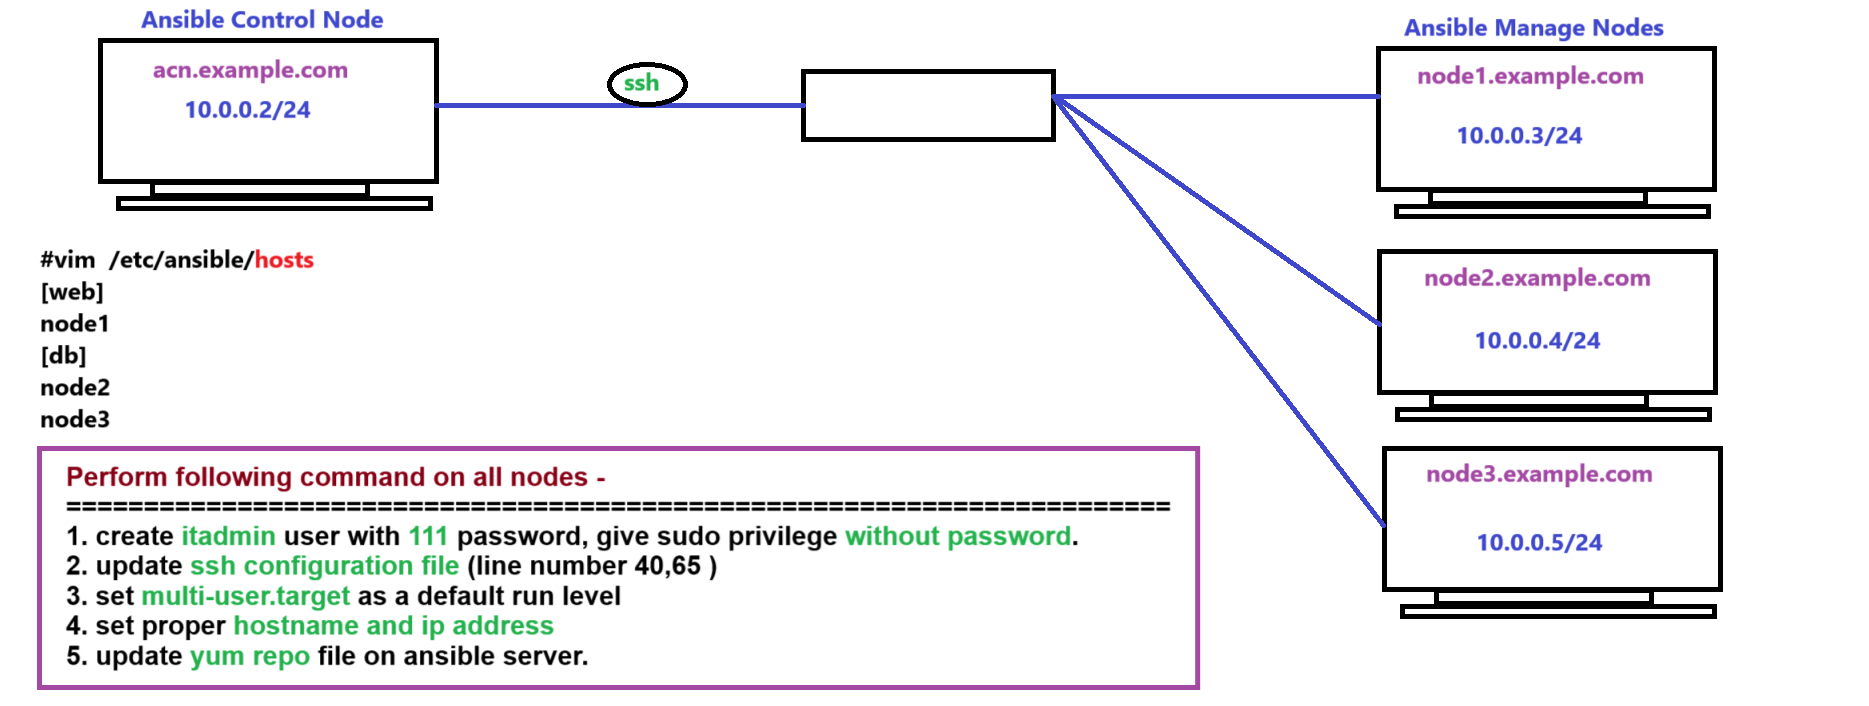 Ansible Control Node
acn.example.com
10.0.0.2/24
ssh
Ansible Manage Nodes
node1.example.com
10.0.0.3/24
node2.example.com
10.0.0.4/24
node3.example.com
10.0.0.5/24
#vim /etc/ansible/hosts
[web]
node1
[db]
node2
node3
Perform following command on all nodes -
=======================================================================
1. create itadmin user with 111 password, give sudo privilege without password.
2. update ssh configuration file (line number 40,65 )
3. set multi-user.target as a default run level
4. set proper hostname and ip address
5. update yum repo file on ansible server.